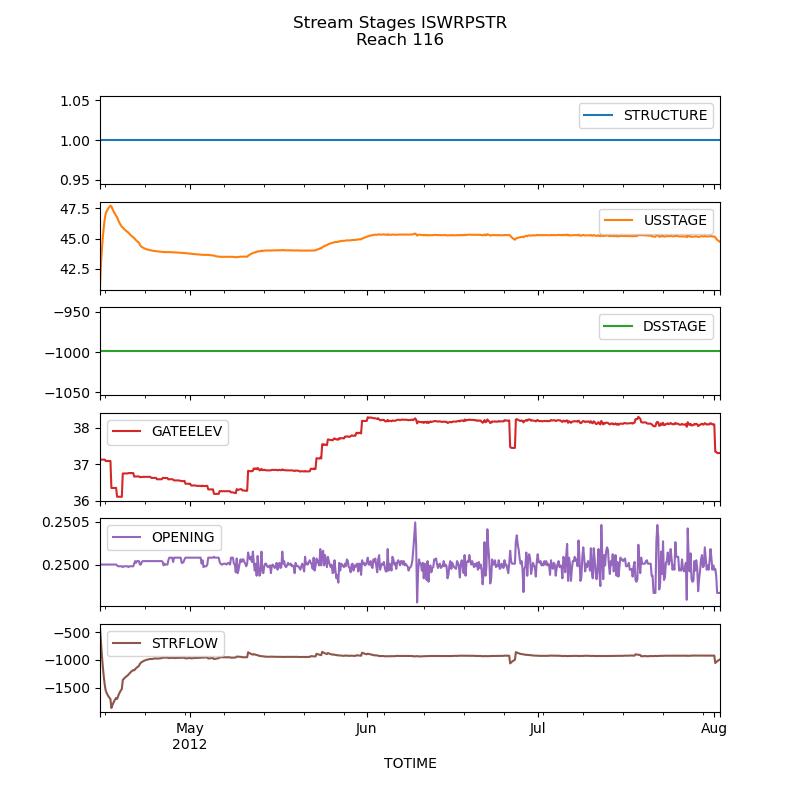 Stream Stages ISWRPSTR
Reach 116
1.05
1.00
0.95
STRUCTURE
47.5
45.0
42.5
USSTAGE
−950
−1000
−1050
DSSTAGE
38
37
36
GATEELEV
0.2505
0.2500
OPENING
−500
−1000
−1500
STRFLOW
May
2012
Jun
Jul
Aug
TOTIME